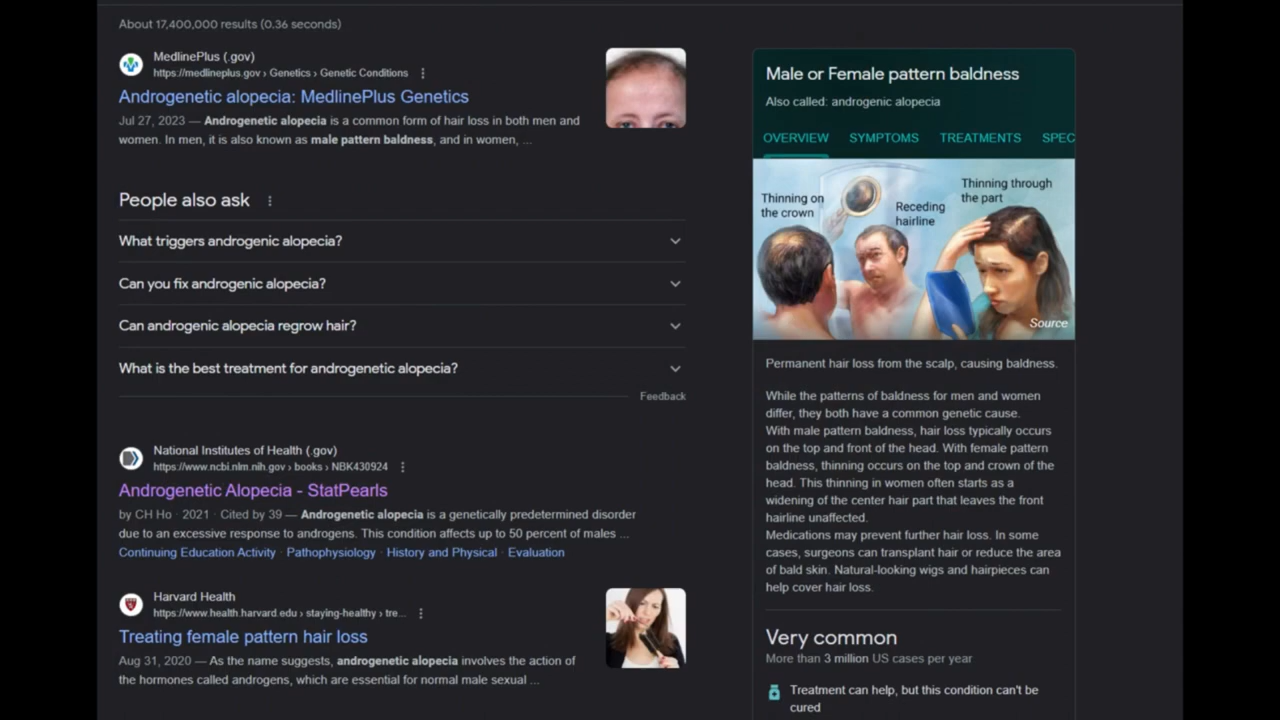 About 17,400,000 results (0.36 seconds)
MedlinePlus (.gov)
https://medlineplus.gov › Genetics › Genetic Conditions
Androgenetic alopecia: MedlinePlus Genetics
Jul 27, 2023 — Androgenetic alopecia is a common form of hair loss in both men and
women. In men, it is also known as male pattern baldness, and in women, ...
People also ask
What triggers androgenic alopecia?
Can you fix androgenic alopecia?
Can androgenic alopecia regrow hair?
What is the best treatment for androgenetic alopecia?
Feedback
National Institutes of Health (.gov)
https://www.ncbi.nlm.nih.gov › books › NBK430924
Androgenetic Alopecia - StatPearls
by CH Ho · 2021 · Cited by 39 — Androgenetic alopecia is a genetically predetermined disorder
due to an excessive response to androgens. This condition affects up to 50 percent of males ...
Continuing Education Activity · Pathophysiology · History and Physical · Evaluation
Harvard Health
https://www.health.harvard.edu › staying-healthy › tre...
Treating female pattern hair loss
Aug 31, 2020 — As the name suggests, androgenetic alopecia involves the action of
the hormones called androgens, which are essential for normal male sexual ...
Male or Female pattern baldness
Also called: androgenic alopecia
OVERVIEW SYMPTOMS TREATMENTS SPEC
Thinning on
the crown
Receding
hairline
Thinning through
the part
Source
Permanent hair loss from the scalp, causing baldness.
While the patterns of baldness for men and women
differ, they both have a common genetic cause.
With male pattern baldness, hair loss typically occurs
on the top and front of the head. With female pattern
baldness, thinning occurs on the top and crown of the
head. This thinning in women often starts as a
widening of the center hair part that leaves the front
hairline unaffected.
Medications may prevent further hair loss. In some
cases, surgeons can transplant hair or reduce the area
of bald skin. Natural-looking wigs and hairpieces can
help cover hair loss.
Very common
More than 3 million US cases per year
Treatment can help, but this condition can't be
cured